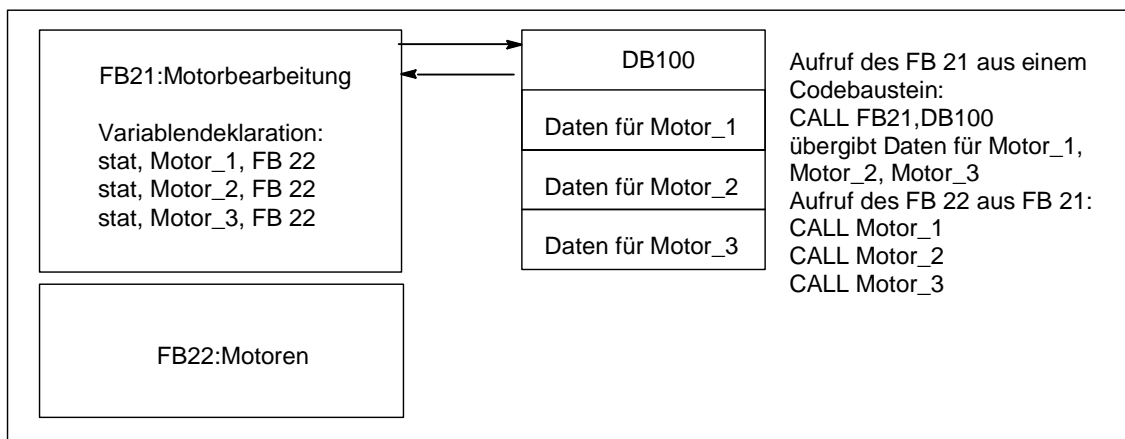 FB21:Motorbearbeitung
Variablendeklaration:
stat, Motor_1, FB 22
stat, Motor_2, FB 22
stat, Motor_3, FB 22
FB22:Motoren
DB100
Daten für Motor_1
Daten für Motor_2
Daten für Motor_3
Aufruf des FB 21 aus einem
Codebaustein:
CALL FB21,DB100
übergibt Daten für Motor_1,
Motor_2, Motor_3
Aufruf des FB 22 aus FB 21:
CALL Motor_1
CALL Motor_2
CALL Motor_3